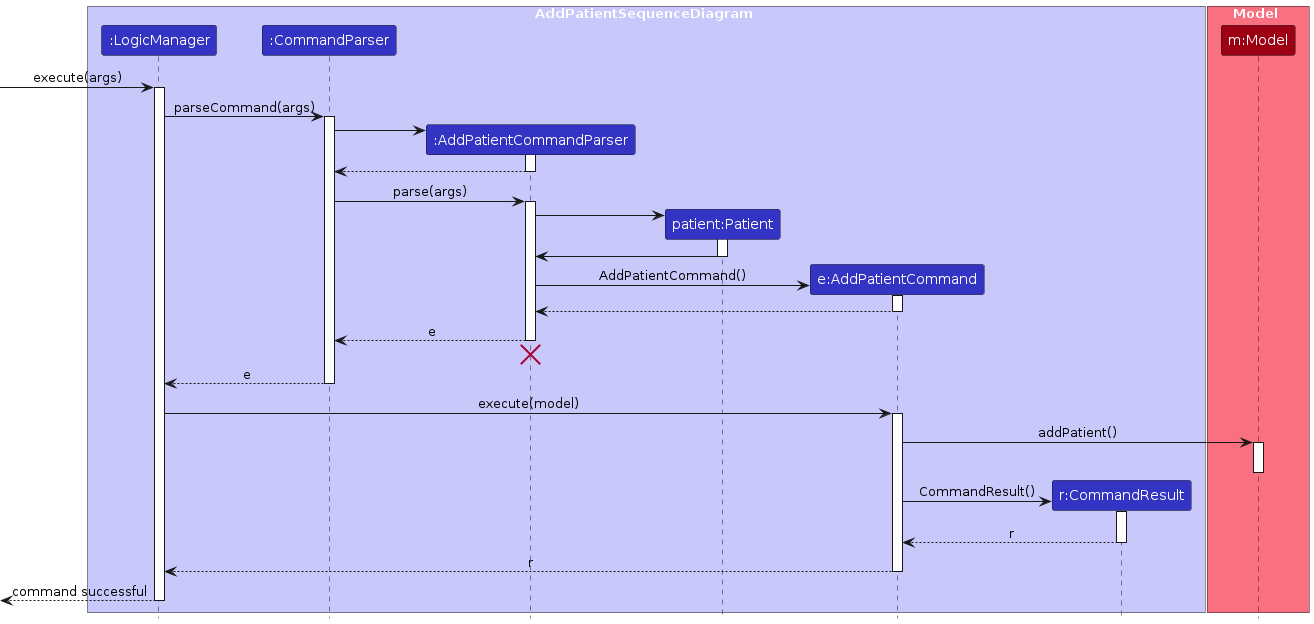 AddPatientSequenceDiagram
Model
:LogicManager
:CommandParser
m:Model
execute(args)
parseCommand(args)
:AddPatientCommandParser
parse(args)
patient:Patient
AddPatientCommand()
e:AddPatientCommand
e
e
execute(model)
addPatient()
CommandResult()
r:CommandResult
r
r
command successful